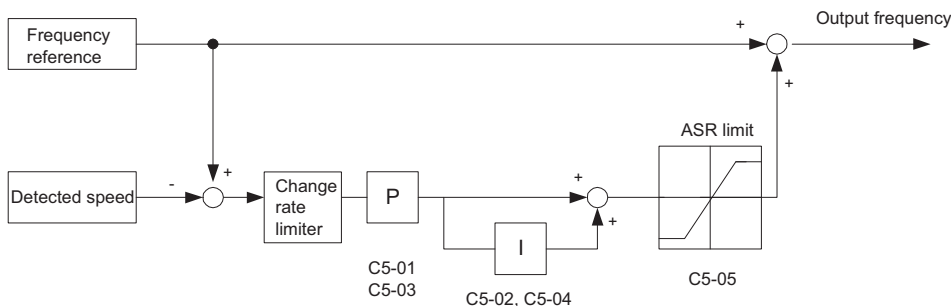 Output frequency
Frequency
reference
+
+
ASR limit
-
+
Detected speed
Change
rate
limiter
P
+
+
I
C5-01
C5-03
C5-02, C5-04
C5-05